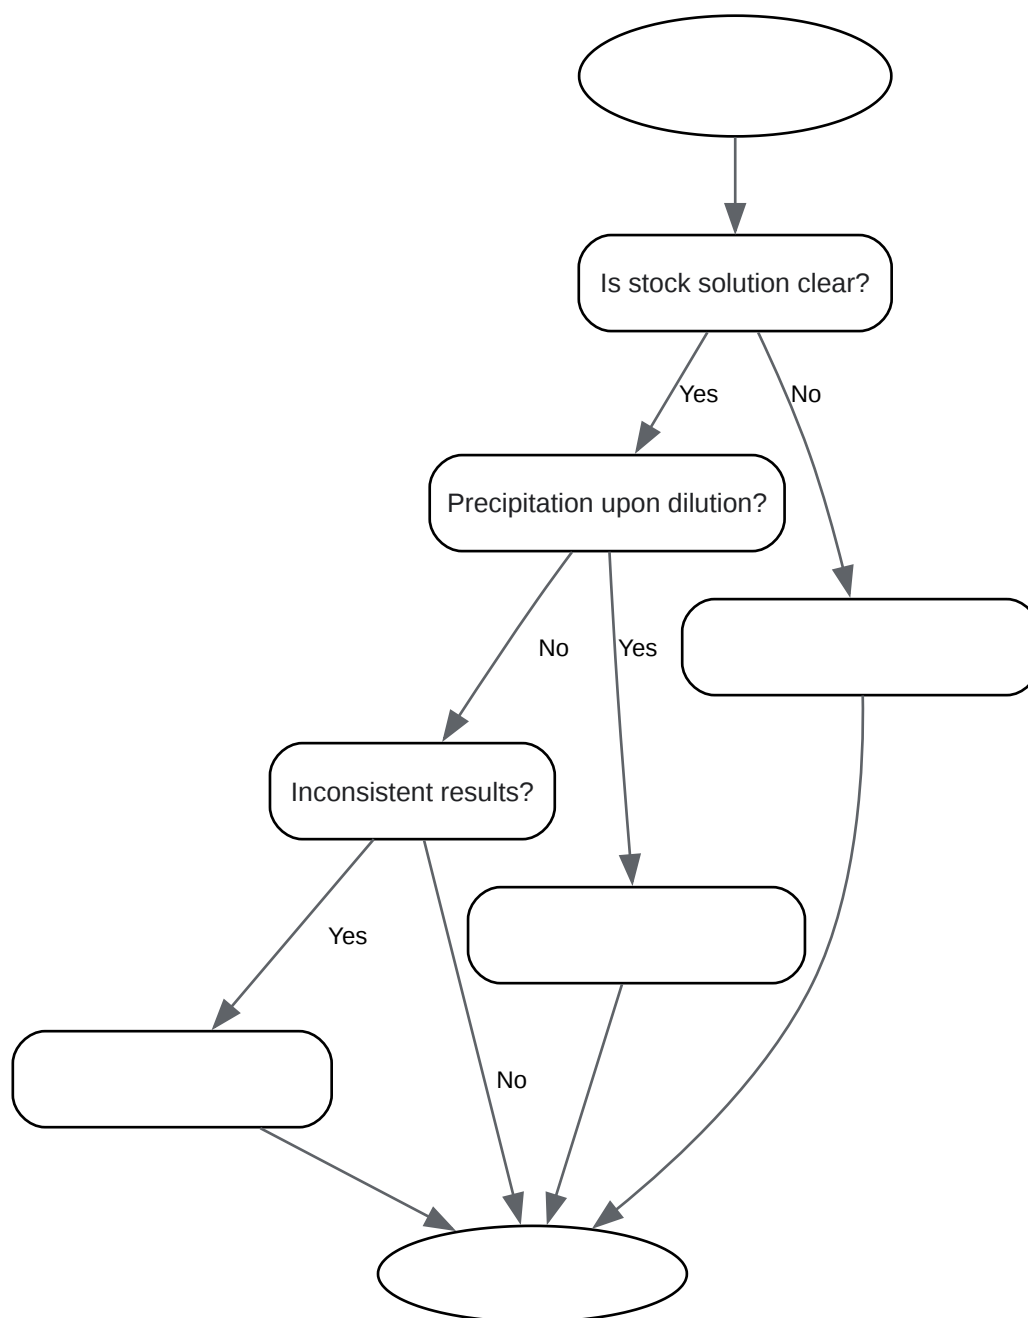 Is stock solution clear?
Yes
No
Precipitation upon dilution?
No
Yes
Inconsistent results?
Yes
No